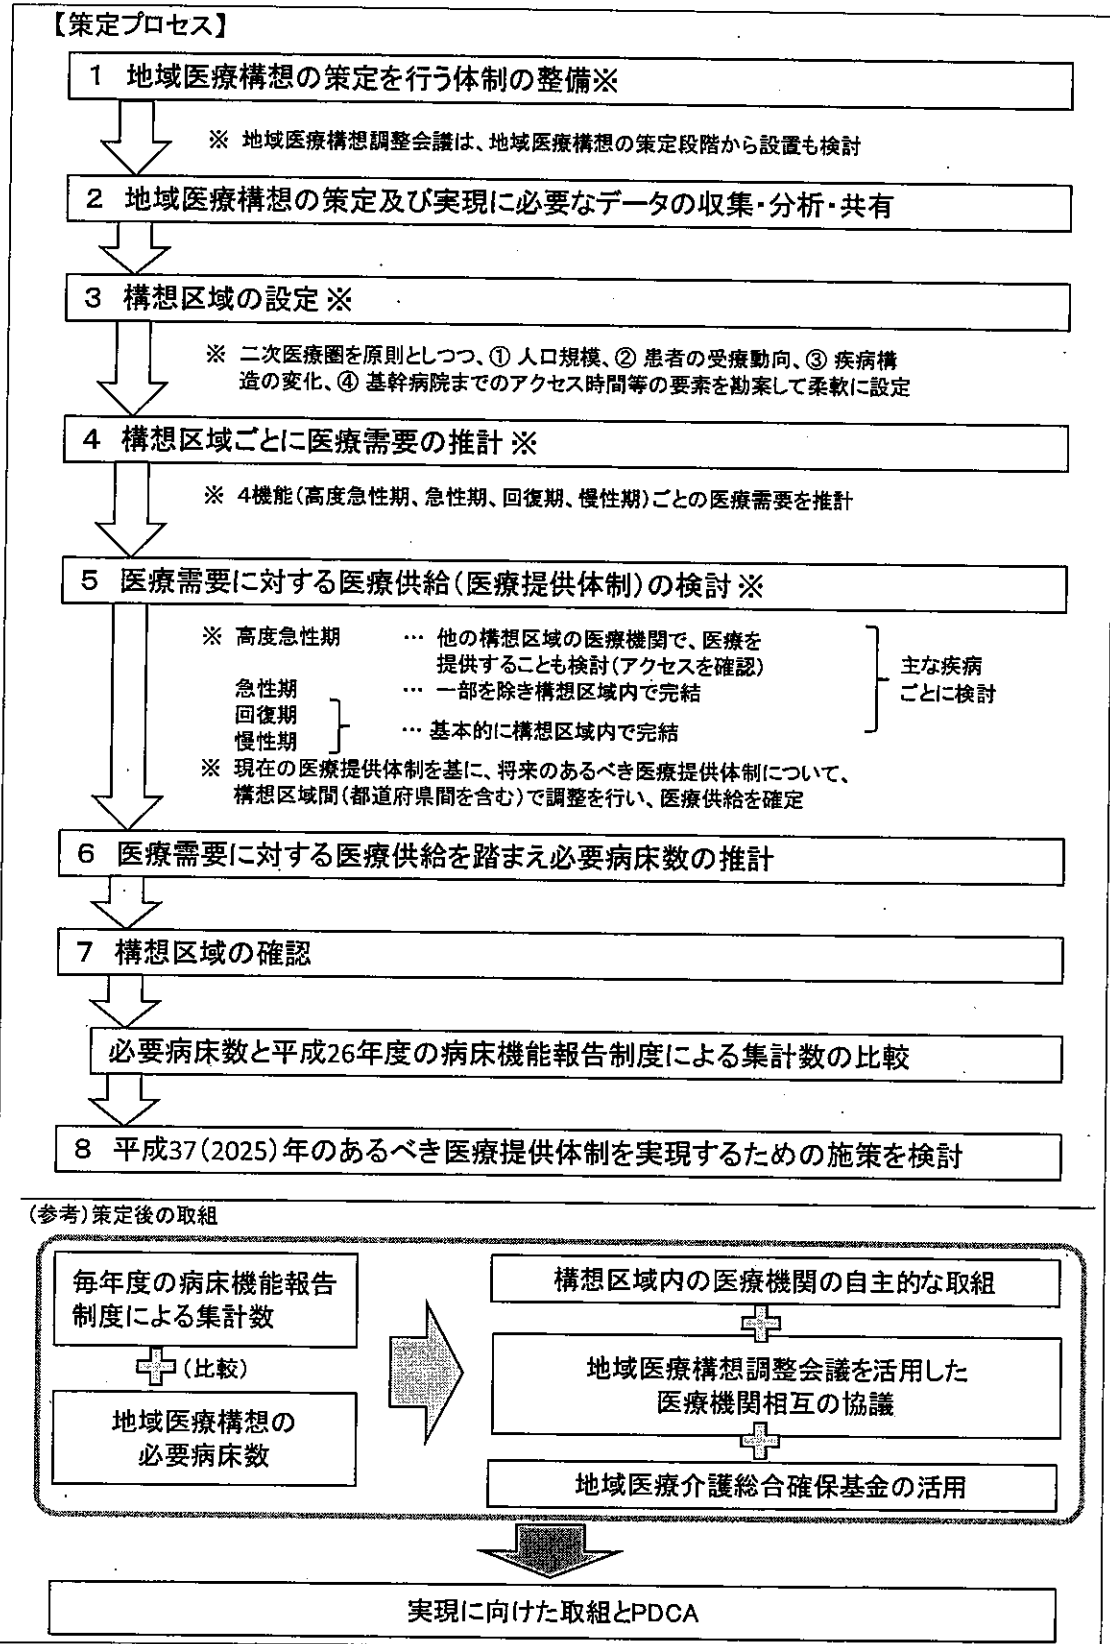 【策定プロセス】
1 地域医療構想の策定を行う体制の整備※
※ 地域医療構想調整会議は、地域医療構想の策定段階から設置も検討
2 地域医療構想の策定及び実現に必要なデータの収集・分析・共有
3 構想区域の設定※
※ 二次医療圏を原則としつつ、① 人口規模、② 患者の受療動向、③ 疾病構
造の変化、④ 基幹病院までのアクセス時間等の要素を勘案して柔軟に設定
4 構想区域ごとに医療需要の推計※
※ 4機能(高度急性期、急性期、回復期、慢性期)ごとの医療需要を推計
5 医療需要に対する医療供給(医療提供体制)の検討※
※ 高度急性期 … 他の構想区域の医療機関で、医療を
提供することも検討(アクセスを確認)
急性期 … 一部を除き構想区域内で完結
回復期
慢性期 … 基本的に構想区域内で完結
主な疾病
ごとに検討
※ 現在の医療提供体制を基に、将来のあるべき医療提供体制について、
構想区域間(都道府県間を含む)で調整を行い、医療供給を確定
6 医療需要に対する医療供給を踏まえ必要病床数の推計
7 構想区域の確認
必要病床数と平成26年度の病床機能報告制度による集計数の比較
8 平成37(2025)年のあるべき医療提供体制を実現するための施策を検討
(参考)策定後の取組
毎年度の病床機能報告
制度による集計数
(比較)
地域医療構想の
必要病床数
構想区域内の医療機関の自主的な取組
地域医療構想調整会議を活用した
医療機関相互の協議
地域医療介護総合確保基金の活用
実現に向けた取組とPDCA